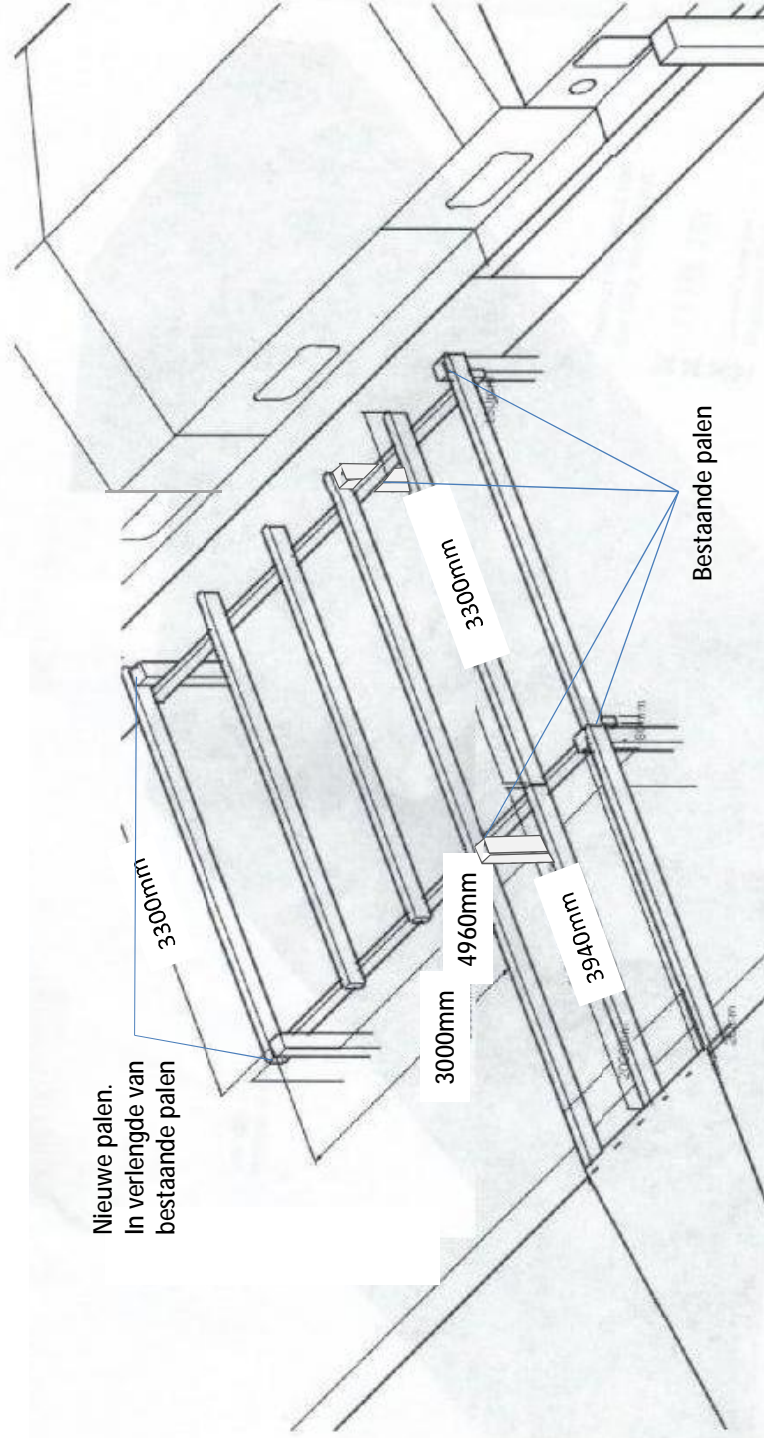 Nieuwe palen.
In verlengde van
bestaande palen
3300mm
3000mm
4960mm
3940mm
3300mm
Bestaande palen